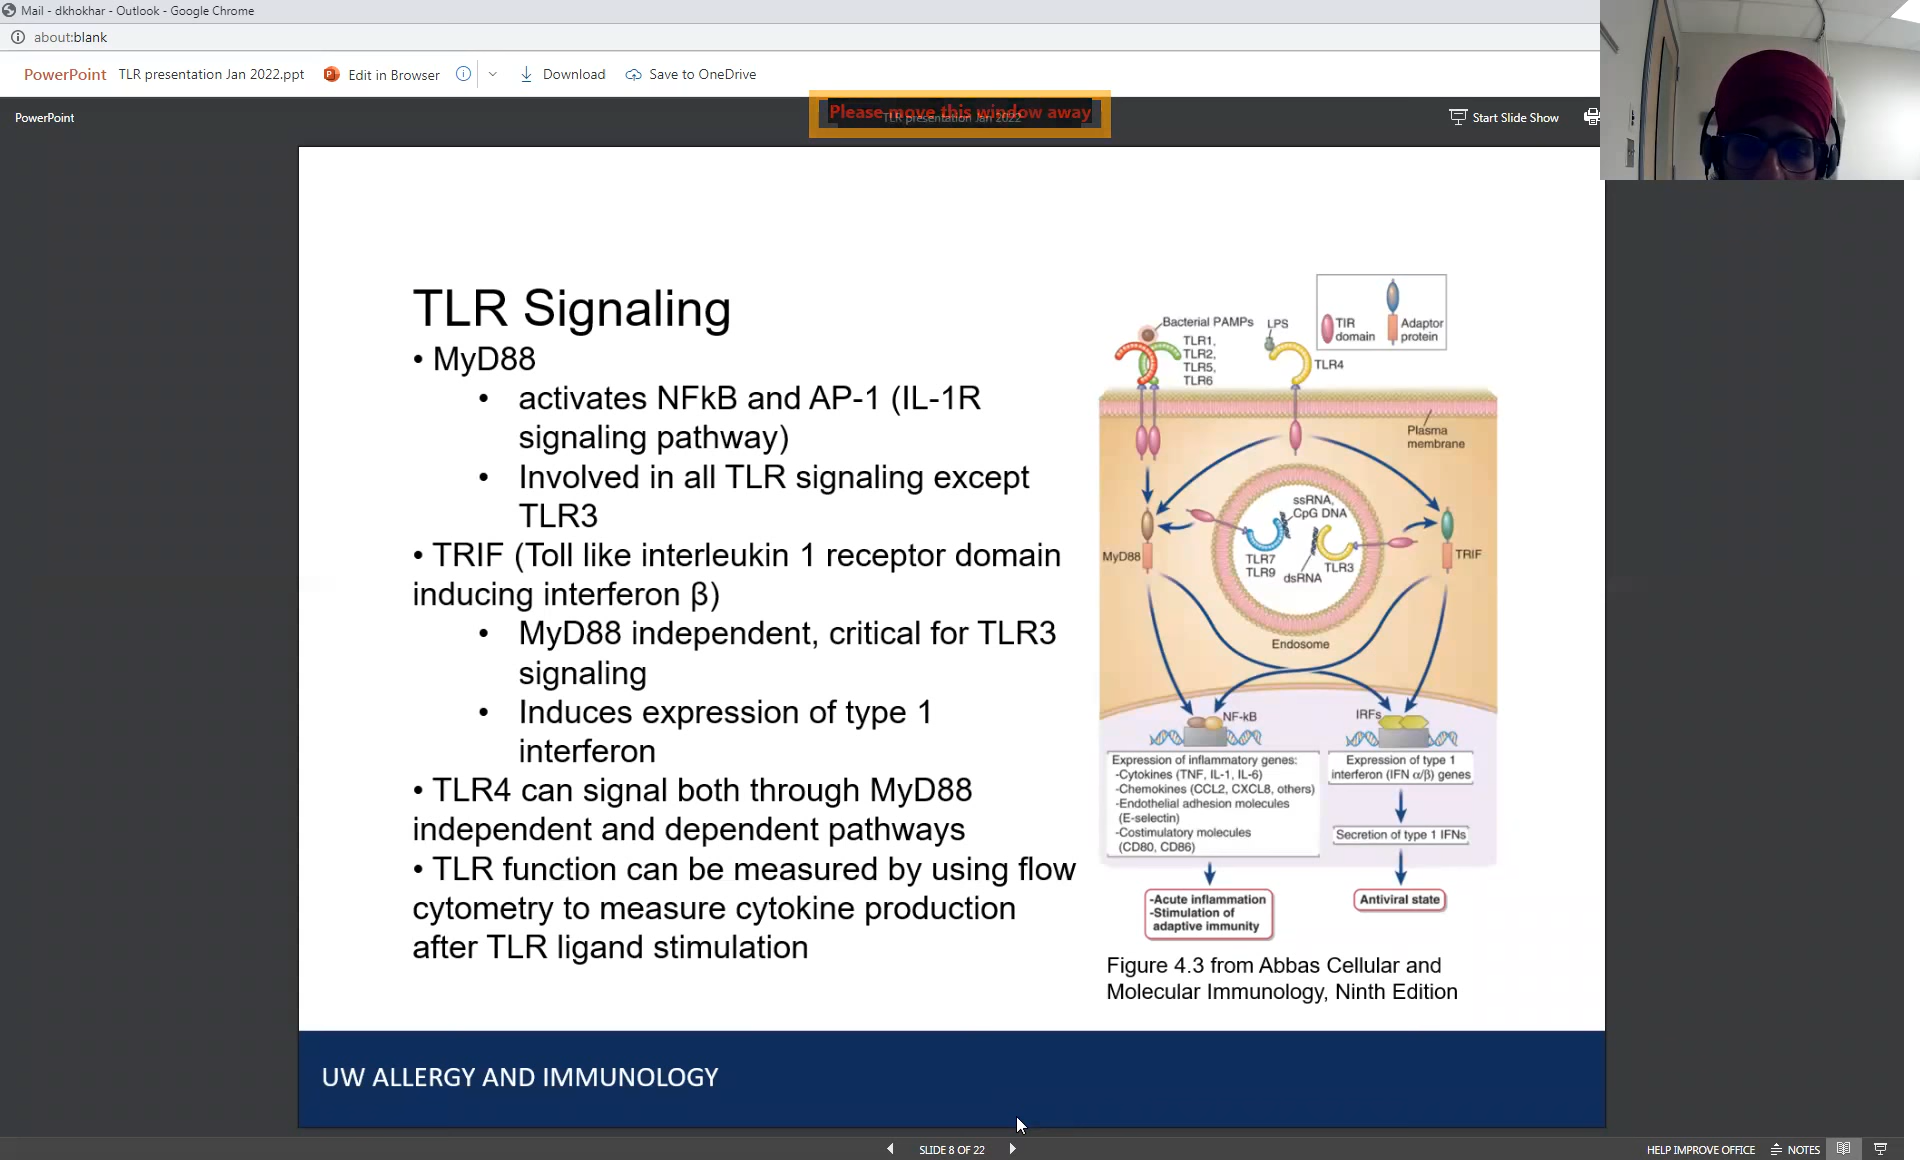 Mail - dkhokhar - Outlook - Google Chrome
about:blank
PowerPoint TLR presentation Jan 2022.ppt Edit in Browser Download Save to OneDrive
PowerPoint
Please move this window away
TLR presentation Jan 2022
Start Slide Show
TLR Signaling
• MyD88
• activates NFkB and AP-1 (IL-1R
signaling pathway)
• Involved in all TLR signaling except
TLR3
• TRIF (Toll like interleukin 1 receptor domain
inducing interferon β)
• MyD88 independent, critical for TLR3
signaling
• Induces expression of type 1
interferon
• TLR4 can signal both through MyD88
independent and dependent pathways
• TLR function can be measured by using flow
cytometry to measure cytokine production
after TLR ligand stimulation
TIR
domain
Adaptor
protein
Bacterial PAMPs
LPS
TLR1,
TLR2,
TLR5,
TLR6
TLR4
Plasma
membrane
ssRNA,
CpG DNA
TLR7
TLR9
dsRNA
TLR3
MyD88
TRIF
Endosome
NF-kB
IRFs
Expression of inflammatory genes:
-Cytokines (TNF, IL-1, IL-6)
-Chemokines (CCL2, CXCL8, others)
-Endothelial adhesion molecules
(E-selectin)
-Costimulatory molecules
(CD80, CD86)
Expression of type 1
interferon (IFN α/β) genes
Secretion of type 1 IFNs
-Acute inflammation
-Stimulation of
adaptive immunity
Antiviral state
Figure 4.3 from Abbas Cellular and
Molecular Immunology, Ninth Edition
UW ALLERGY AND IMMUNOLOGY
SLIDE 8 OF 22
HELP IMPROVE OFFICE NOTES